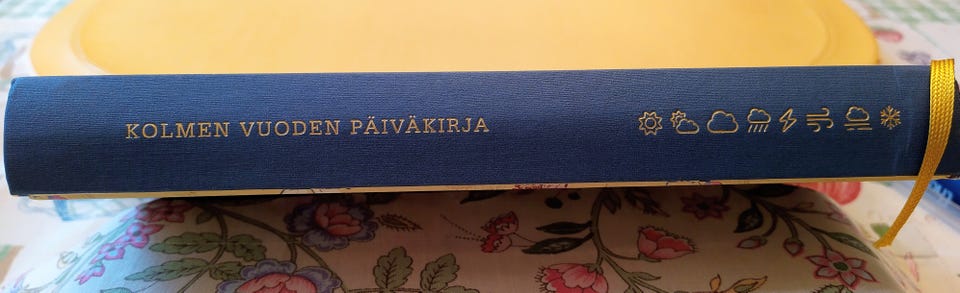 KOLMEN VUODEN PÄIVÄKIRJA